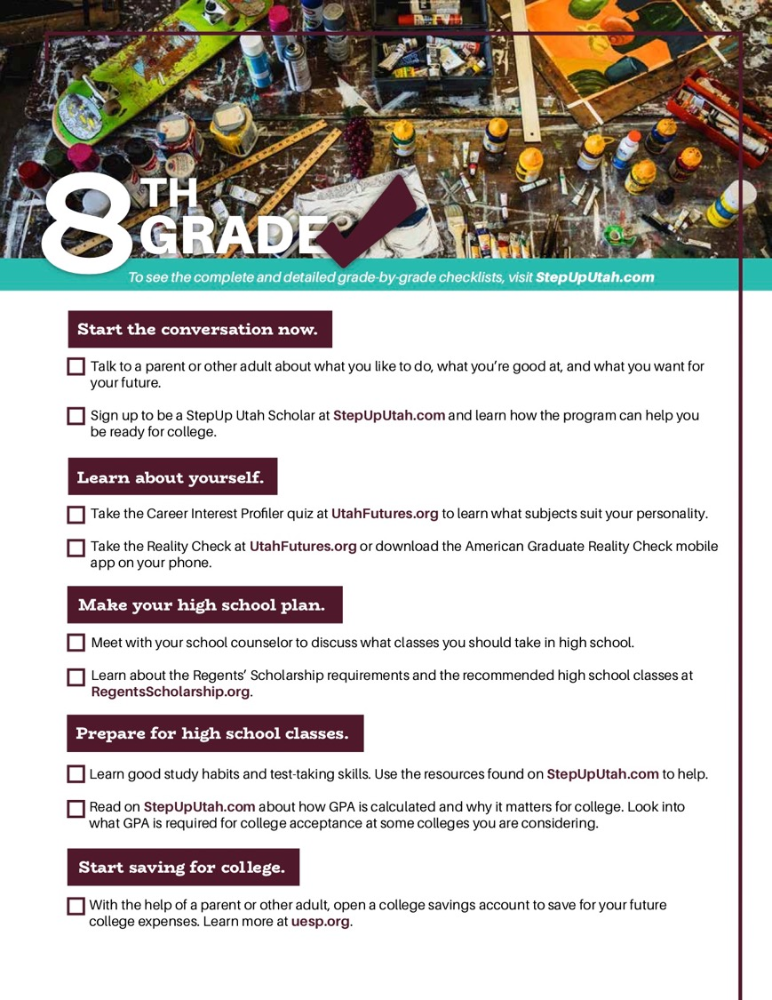 8TH
GRADE
To see the complete and detailed grade-by-grade checklists, visit StepUpUtah.com
Start the conversation now.
Talk to a parent or other adult about what you like to do, what you’re good at, and what you want for
your future.
Sign up to be a StepUp Utah Scholar at StepUpUtah.com and learn how the program can help you
be ready for college.
Learn about yourself.
Take the Career Interest Profiler quiz at UtahFutures.org to learn what subjects suit your personality.
Take the Reality Check at UtahFutures.org or download the American Graduate Reality Check mobile
app on your phone.
Make your high school plan.
Meet with your school counselor to discuss what classes you should take in high school.
Learn about the Regents’ Scholarship requirements and the recommended high school classes at
RegentsScholarship.org.
Prepare for high school classes.
Learn good study habits and test-taking skills. Use the resources found on StepUpUtah.com to help.
Read on StepUpUtah.com about how GPA is calculated and why it matters for college. Look into
what GPA is required for college acceptance at some colleges you are considering.
Start saving for college.
With the help of a parent or other adult, open a college savings account to save for your future
college expenses. Learn more at uesp.org.